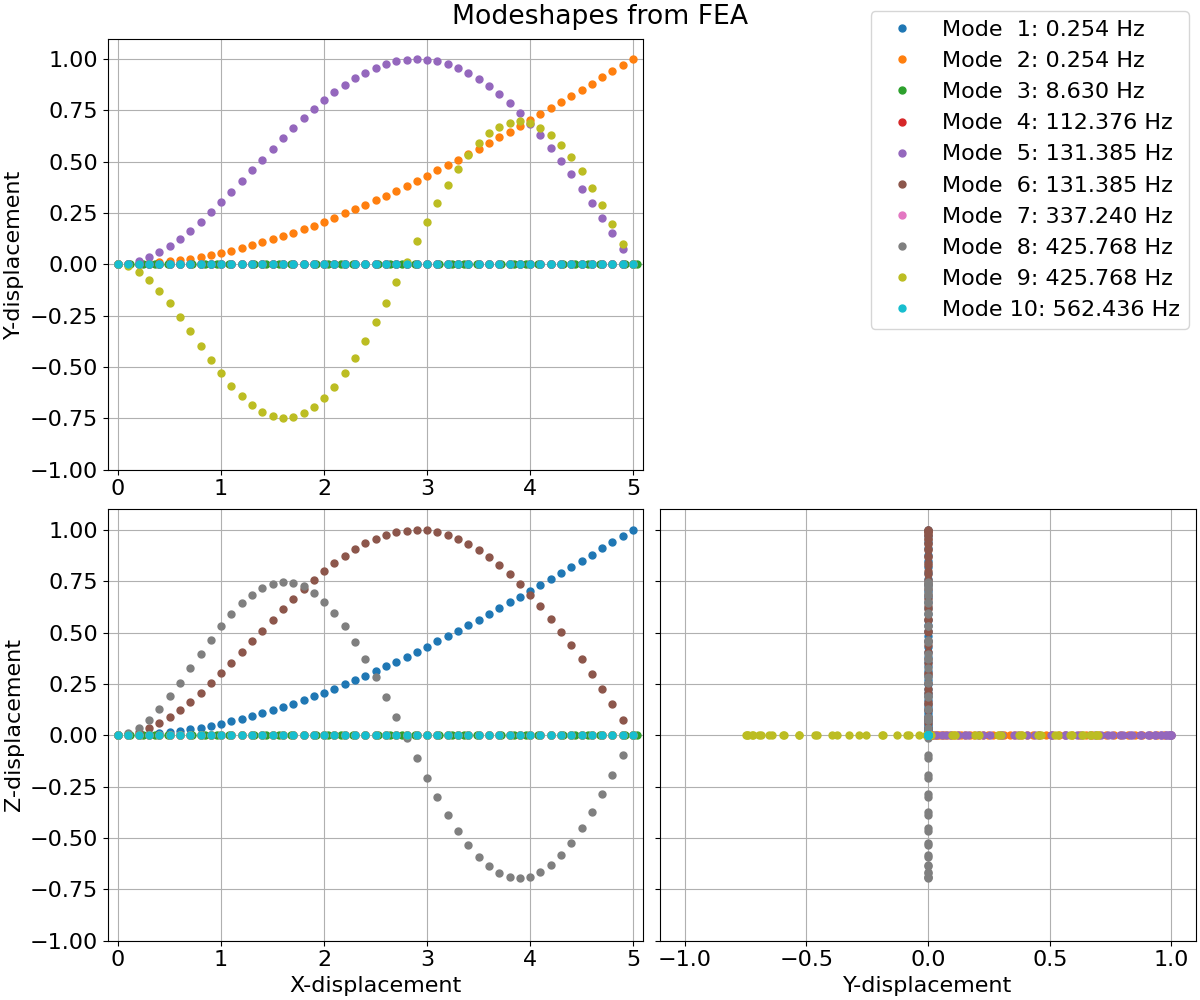 Modeshapes from FEA
Mode  1: 0.254 Hz
Mode  2: 0.254 Hz
Mode  3: 8.630 Hz
Mode  4: 112.376 Hz
Mode  5: 131.385 Hz
Mode  6: 131.385 Hz
Mode  7: 337.240 Hz
Mode  8: 425.768 Hz
Mode  9: 425.768 Hz
Mode 10: 562.436 Hz
Y-displacement
1.00
0.75
0.50
0.25
0.00
−0.25
−0.50
−0.75
−1.00
0 1 2 3 4 5
Z-displacement
1.00
0.75
0.50
0.25
0.00
−0.25
−0.50
−0.75
−1.00
0 1 2 3 4 5
X-displacement
−1.0 −0.5 0.0 0.5 1.0
Y-displacement